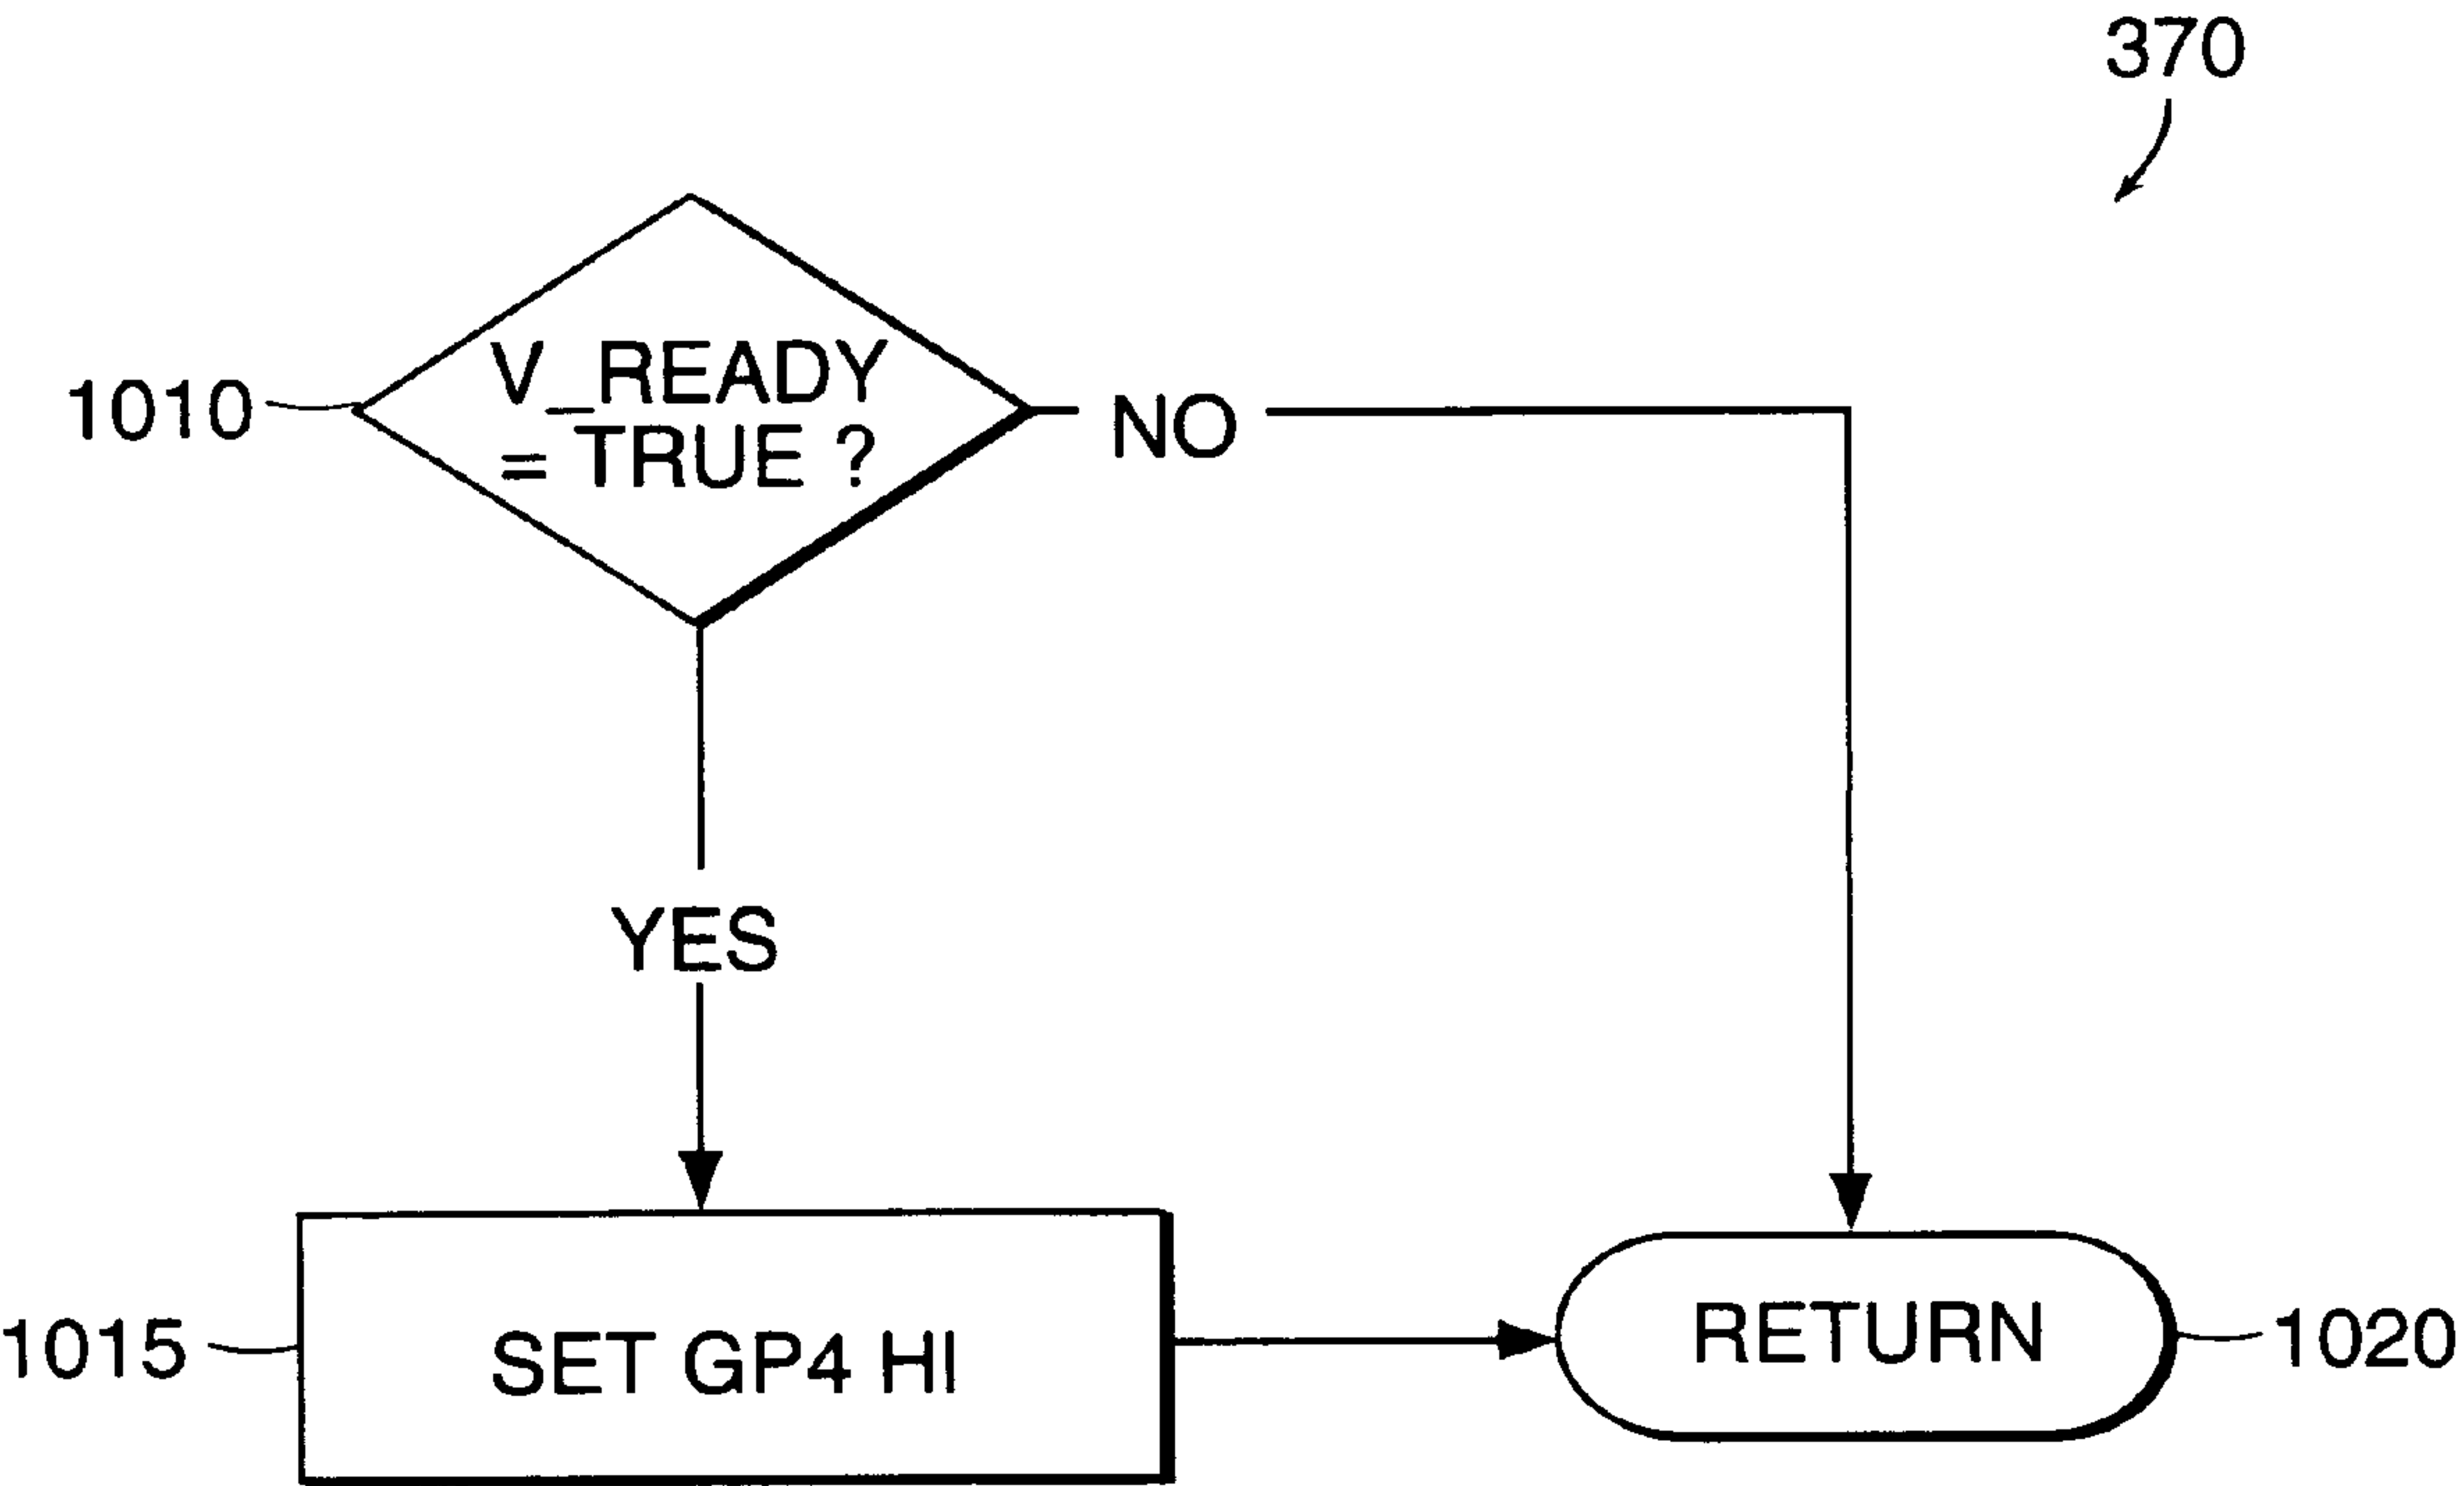 370
1010
V_READY
= TRUE ?
NO
YES
1015
SET GP4 HI
RETURN
1020